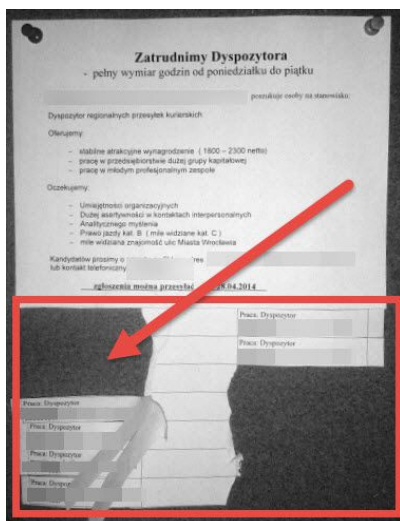 Zatrudnimy Dyspozytora
- pełny wymiar godzin od poniedziałku do piątku
poszukuje osoby na stanowisko:
Dyspozytor regionalnych przesyłek kurierskich
Oferujemy:
- stabilne atrakcyjne wynagrodzenie ( 1800 – 2300 netto)
- pracę w przedsiębiorstwie dużej grupy kapitałowej
- pracę w młodym profesjonalnym zespole
Oczekujemy:
- Umiejętności organizacyjnych
- Dużej asertywności w kontaktach interpersonalnych
- Analitycznego myślenia
- Prawo jazdy kat. B ( mile widziane kat. C )
- mile widziana znajomość ulic Miasta Wrocławia
Kandydatów prosimy o
lub kontakt telefoniczny
zgłoszenia można przesyłać 8.04.2014
Praca: Dyspozytor
Praca: Dyspozytor
Praca: Dyspozytor
Praca: Dyspozytor
Praca: Dyspozytor
Praca: Dyspozytor